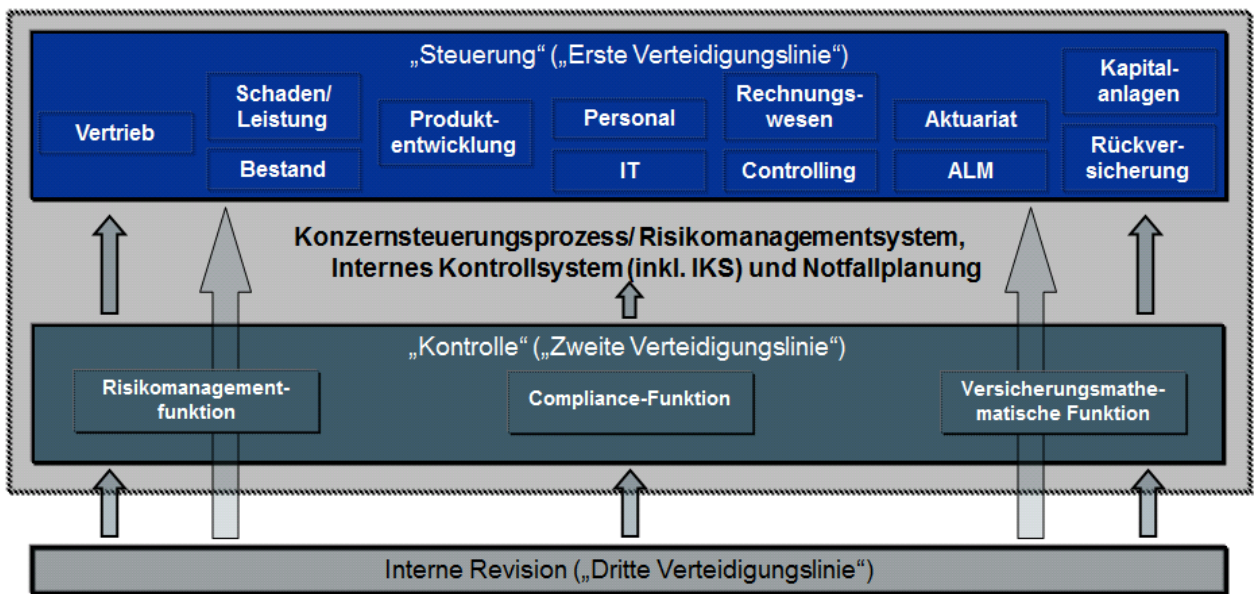 „Steuerung“ („Erste Verteidigungslinie“)
Vertrieb
Schaden/
Leistung
Bestand
Produkt-
entwicklung
Personal
IT
Rechnungs-
wesen
Controlling
Aktuariat
ALM
Kapital-
anlagen
Rückver-
sicherung
Konzernsteuerungsprozess/ Risikomanagementsystem,
Internes Kontrollsystem (inkl. IKS) und Notfallplanung
„Kontrolle“ („Zweite Verteidigungslinie“)
Risikomanagement-
funktion
Compliance-Funktion
Versicherungsmathe-
matische Funktion
Interne Revision („Dritte Verteidigungslinie“)